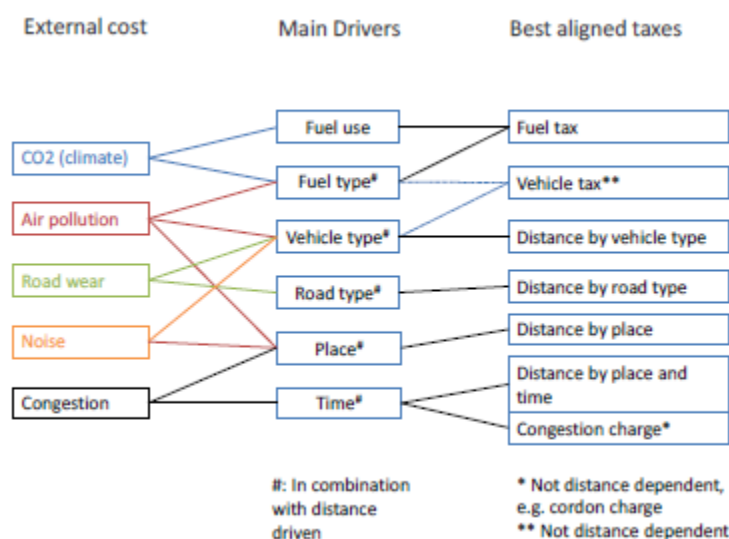 External cost
Main Drivers
Best aligned taxes
CO2 (climate)
Air pollution
Road wear
Noise
Congestion
Fuel use
Fuel type#
Vehicle type#
Road type#
Place#
Time#
Fuel tax
Vehicle tax**
Distance by vehicle type
Distance by road type
Distance by place
Distance by place and
time
Congestion charge*
#: In combination
with distance
driven
* Not distance dependent,
e.g. cordon charge
** Not distance dependent